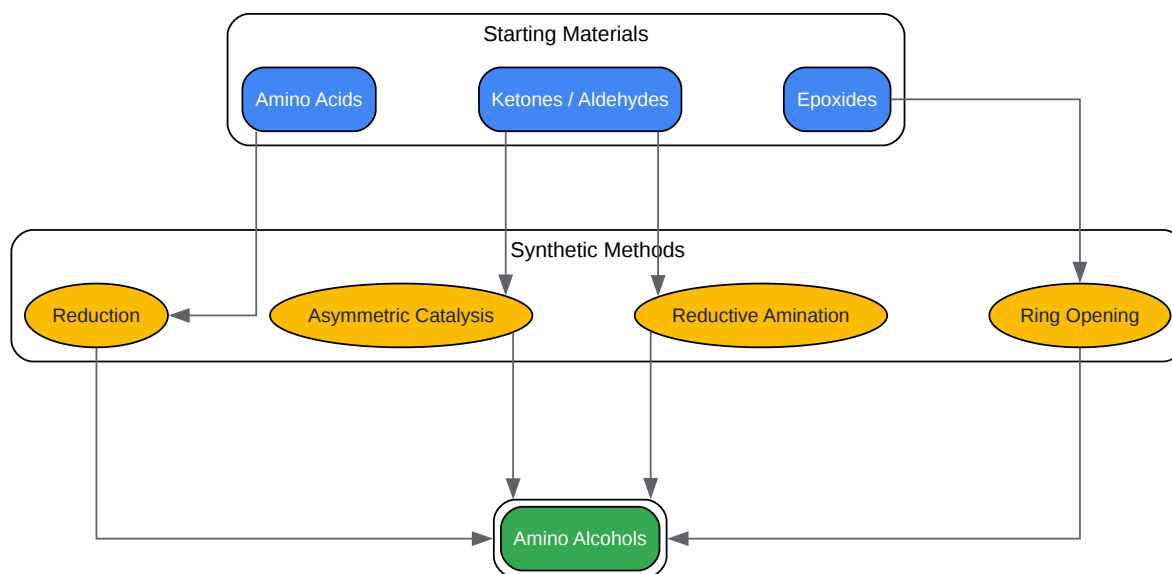 Starting Materials
Amino Acids
Ketones / Aldehydes
Epoxides
Synthetic Methods
Reduction
Asymmetric Catalysis
Reductive Amination
Ring Opening
Amino Alcohols